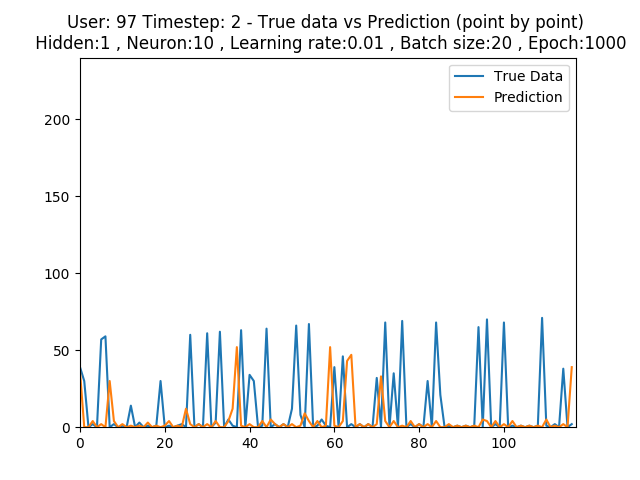 User: 97 Timestep: 2 - True data vs Prediction (point by point)
Hidden:1 , Neuron:10 , Learning rate:0.01 , Batch size:20 , Epoch:1000
True Data
Prediction
200
150
100
50
0
0 20 40 60 80 100